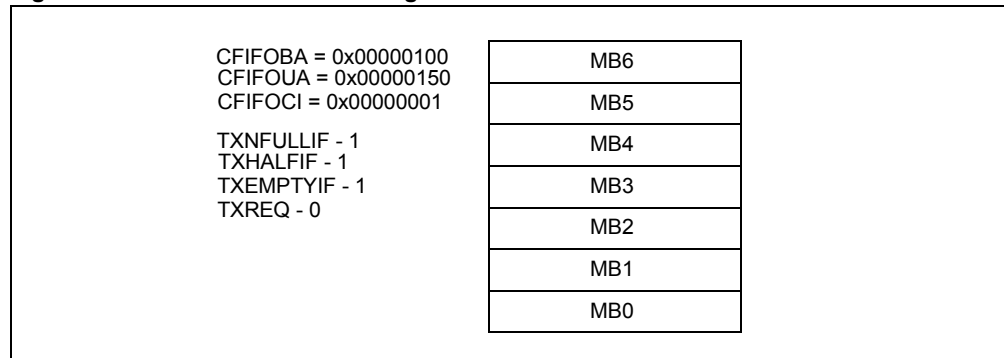 CFIFOBA = 0x00000100
CFIFOUA = 0x00000150
CFIFOCI = 0x00000001
TXNFULLIF - 1
TXHALFIF - 1
TXEMPTYIF - 1
TXREQ - 0
MB6
MB5
MB4
MB3
MB2
MB1
MB0